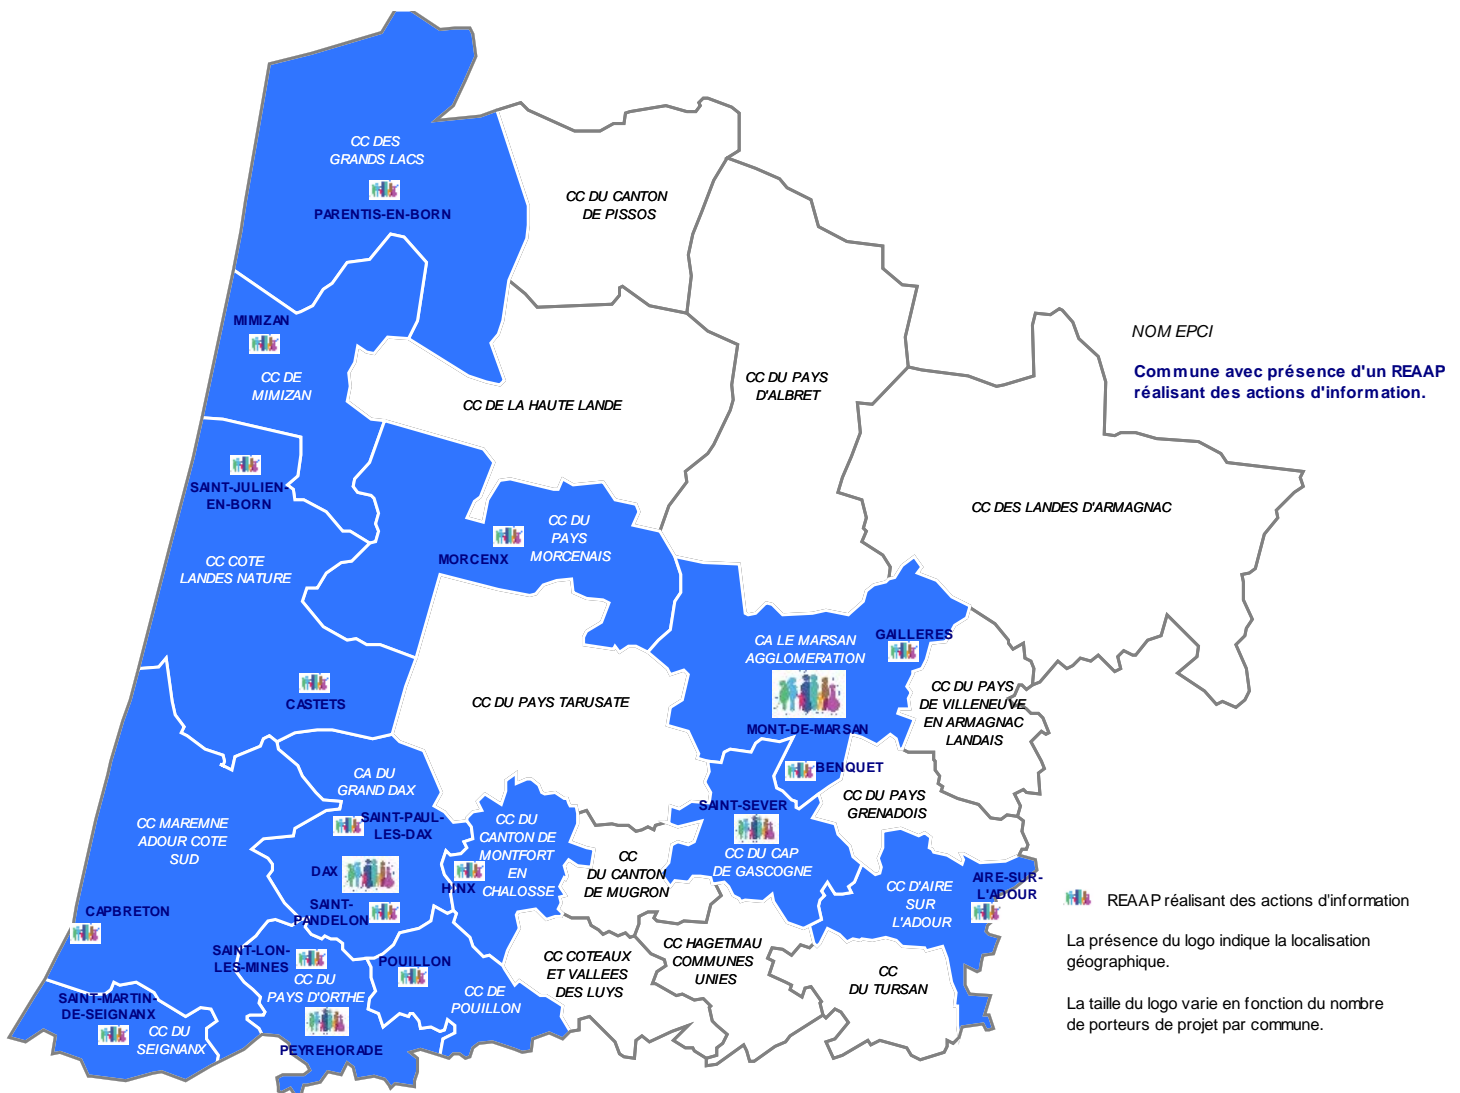 CC DES
GRANDS LACS
PARENTIS-EN-BORN
CC DU CANTON
DE PISSOS
MIMIZAN
CC DE
MIMIZAN
CC DE LA HAUTE LANDE
CC DU PAYS
D'ALBRET
NOM EPCI
Commune avec présence d'un REAAP
réalisant des actions d'information.
SAINT-JULIEN-
EN-BORN
CC COTE
LANDES NATURE
MORCENX
CC DU
PAYS
MORCENAIS
CC DES LANDES D'ARMAGNAC
CASTETS
CC DU PAYS TARUSATE
CA LE MARSAN
AGGLOMERATION
GAILLERES
MONT-DE-MARSAN
CC DU PAYS
DE VILLENEUVE
EN ARMAGNAC
LANDAIS
BENQUET
CA DU
GRAND DAX
SAINT-PAUL-
LES-DAX
CC MAREMNE
ADOUR COTE
SUD
DAX
SAINT-
PANDELON
HINX
CC DU
CANTON DE
MONTFORT
EN
CHALOSSE
SAINT-SEVER
CC DU CAP
DE GASCOGNE
CC DU PAYS
GRENADOIS
CC
DU CANTON
DE MUGRON
CC D'AIRE
SUR
L'ADOUR
AIRE-SUR-
L'ADOUR
CAPBRETON
SAINT-LON-
LES-MINES
CC DU
PAYS D'ORTHE
PEYREHORADE
POUILLON
CC DE
POUILLON
CC COTEAUX
ET VALLEES
DES LUYS
CC HAGETMAU
COMMUNES
UNIES
CC
DU TURSAN
SAINT-MARTIN-
DE-SEIGNANX
CC DU
SEIGNANX
REAAP réalisant des actions d'information
La présence du logo indique la localisation
géographique.
La taille du logo varie en fonction du nombre
de porteurs de projet par commune.